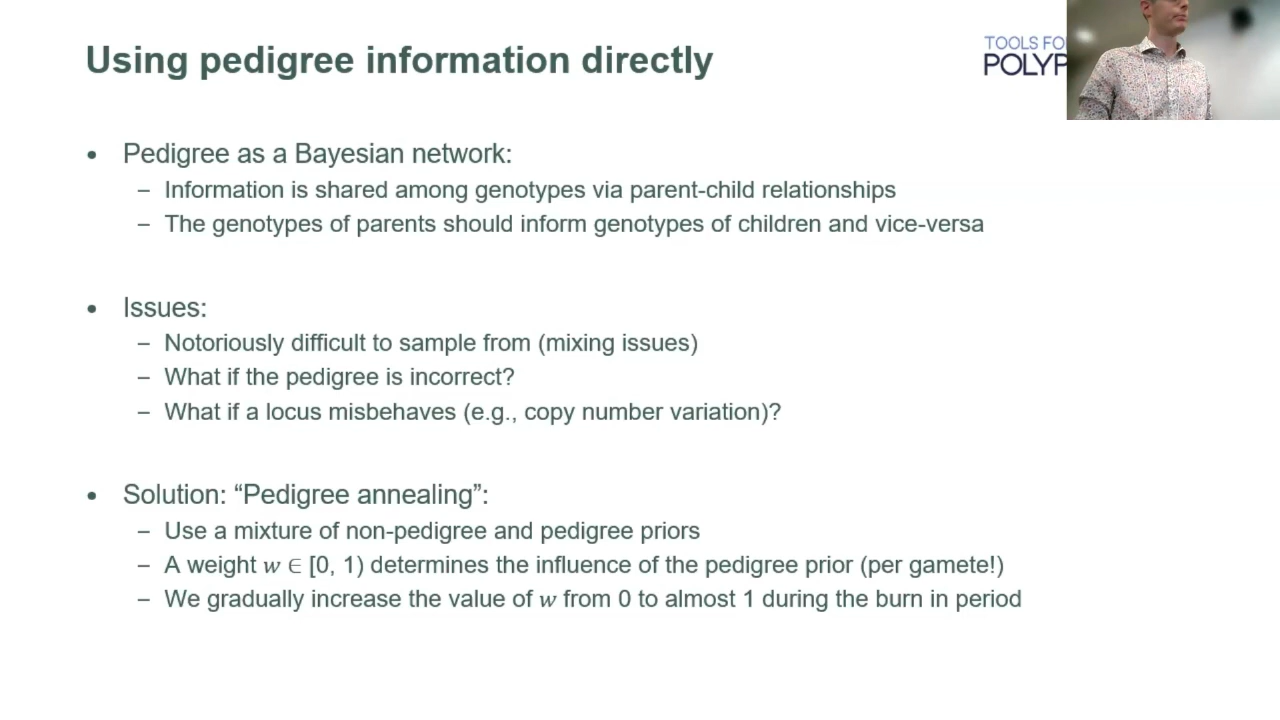 Using pedigree information directly
TOOLS FO
POLYP
• Pedigree as a Bayesian network:
– Information is shared among genotypes via parent-child relationships
– The genotypes of parents should inform genotypes of children and vice-versa
• Issues:
– Notoriously difficult to sample from (mixing issues)
– What if the pedigree is incorrect?
– What if a locus misbehaves (e.g., copy number variation)?
• Solution: “Pedigree annealing”:
– Use a mixture of non-pedigree and pedigree priors
– A weight w ∈ [0, 1) determines the influence of the pedigree prior (per gamete!)
– We gradually increase the value of w from 0 to almost 1 during the burn in period